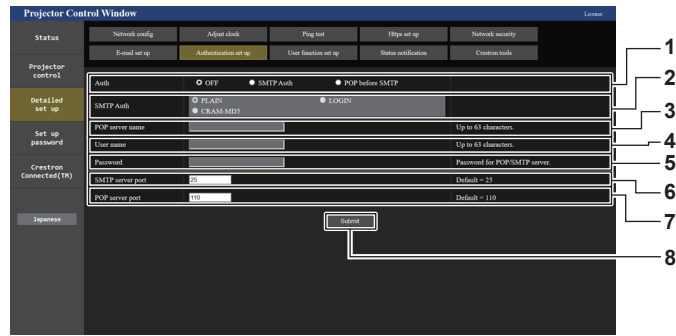 Projector Control Window License
Status Network config Adjust clock Ping test Https set up Network security
E-mail set up Authentication set up User function set up Status notification Crestron tools
Projector
control
Auth OFF SMTP Auth POP before SMTP 1
Detailed
set up
SMTP Auth PLAIN LOGIN
CRAM-MD5 2
POP server name Up to 63 characters. 3
Set up
password
User name Up to 63 characters. 4
Password Password for POP/SMTP server. 5
Crestron
Connected(TM)
SMTP server port 25 Default = 25 6
POP server port 110 Default = 110 7
Japanese
Submit 8